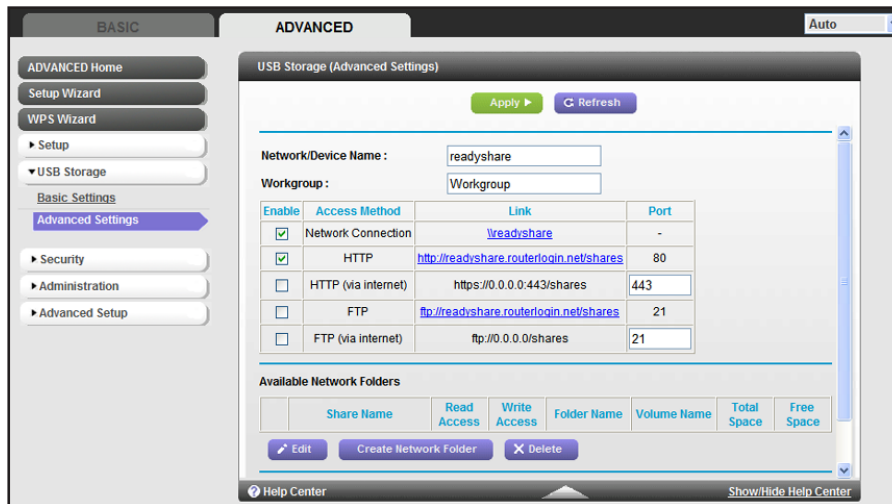 BASIC
ADVANCED
Auto
ADVANCED Home
Setup Wizard
WPS Wizard
Setup
USB Storage
Basic Settings
Advanced Settings
Security
Administration
Advanced Setup
USB Storage (Advanced Settings)
Apply
Refresh
Network/Device Name : readyshare
Workgroup : Workgroup
Enable Access Method Link Port
Network Connection \\readyshare -
HTTP http://readyshare.routerlogin.net/shares 80
HTTP (via internet) https://0.0.0.0:443/shares 443
FTP ftp://readyshare.routerlogin.net/shares 21
FTP (via internet) ftp://0.0.0.0/shares 21
Available Network Folders
Share Name Read Access Write Access Folder Name Volume Name Total Space Free Space
Edit Create Network Folder Delete
Help Center Show/Hide Help Center